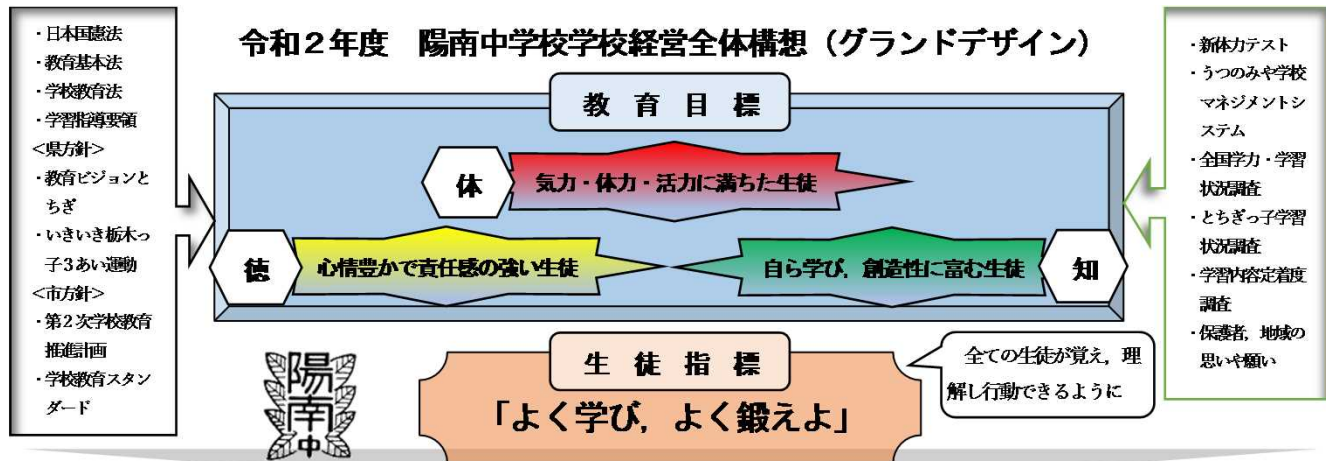 令和２年度　陽南中学校学校経営全体構想（グランドデザイン）
・日本国憲法
・教育基本法
・学校教育法
・学習指導要領
＜県方針＞
・教育ビジョンと
ちぎ
・いきいき栃木っ
子３あい運動
＜市方針＞
・第２次学校教育
推進計画
・学校教育スタン
ダード
教　育　目　標
体
気力・体力・活力に満ちた生徒
徳
心情豊かで責任感の強い生徒
自ら学び，創造性に富む生徒
知
・新体力テスト
・うつのみや学校
マネジメントシ
ステム
・全国学力・学習
状況調査
・とちぎっ子学習
状況調査
・学習内容定着度
調査
・保護者，地域の
思いや願い
陽
南
中
生　徒　指　標
「よく学び，よく鍛えよ」
全ての生徒が覚え，理
解し行動できるように